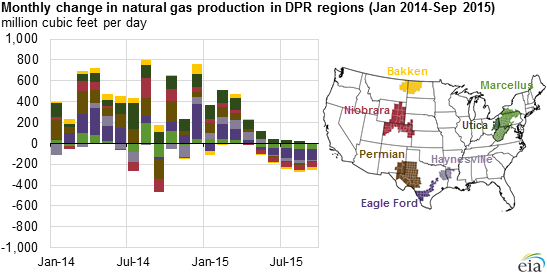 Monthly change in natural gas production in DPR regions (Jan 2014-Sep 2015)
million cubic feet per day
1,000
800
600
400
200
0
-200
-400
-600
-800
-1,000
Jan-14
Jul-14
Jan-15
Jul-15
Bakken
Marcellus
Niobrara
Utica
Permian
Haynesville
Eagle Ford
eia